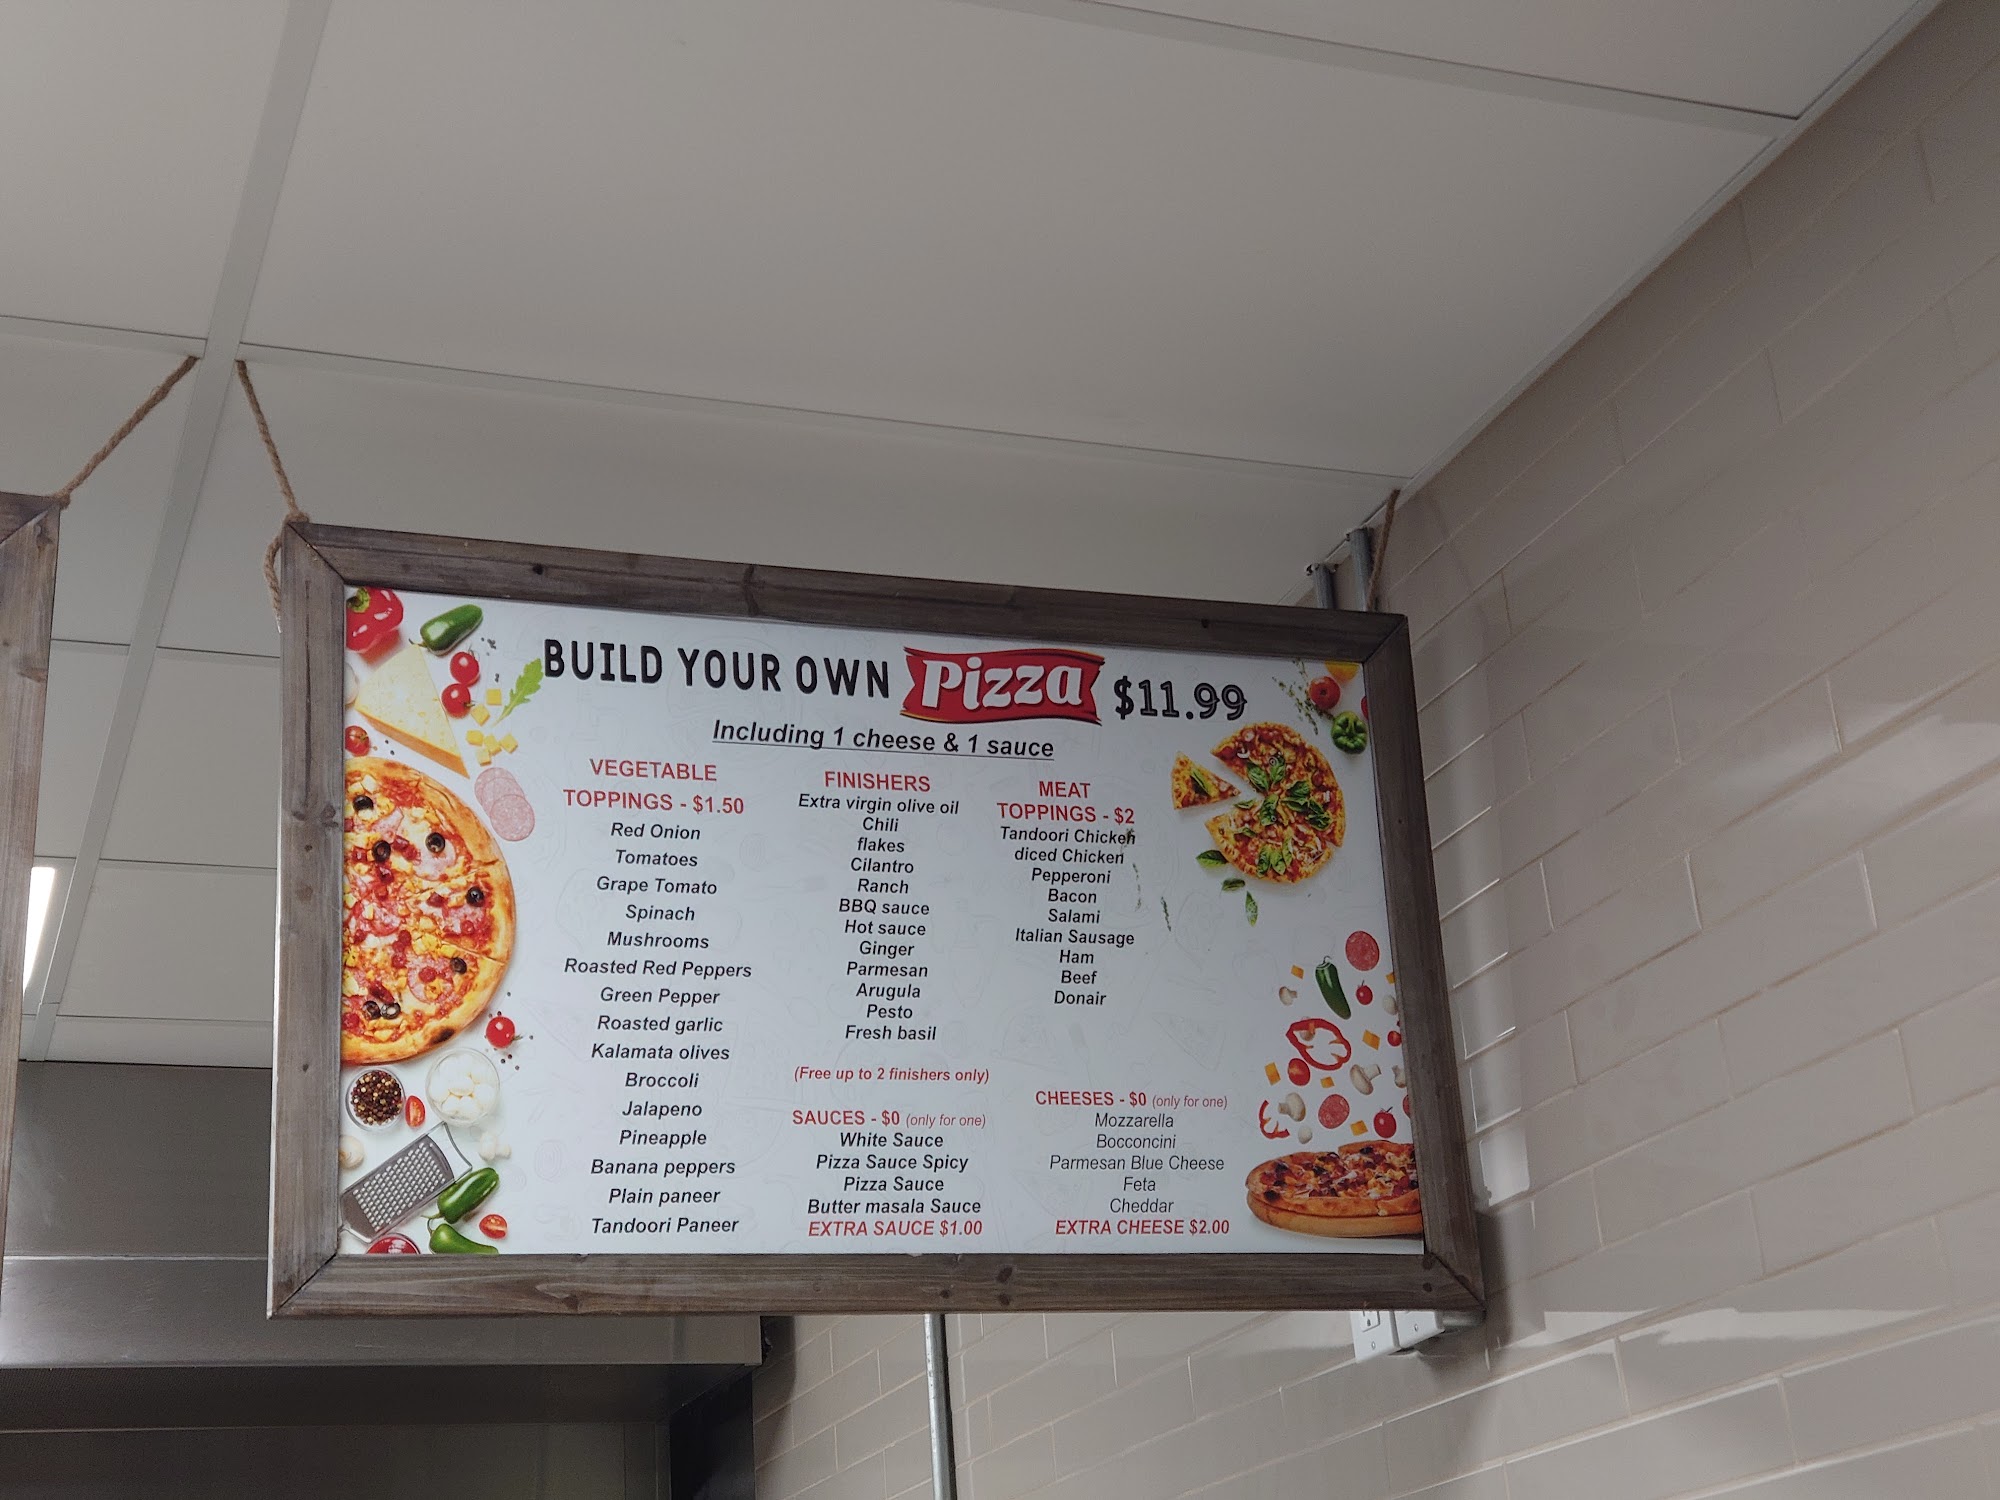 BUILD YOUR OWN Pizza $11.99
Including 1 cheese & 1 sauce
VEGETABLE
TOPPINGS - $1.50
Red Onion
Tomatoes
Grape Tomato
Spinach
Mushrooms
Roasted Red Peppers
Green Pepper
Roasted garlic
Kalamata olives
Broccoli
Jalapeno
Pineapple
Banana peppers
Plain paneer
Tandoori Paneer
FINISHERS
Extra virgin olive oil
Chili
flakes
Cilantro
Ranch
BBQ sauce
Hot sauce
Ginger
Parmesan
Arugula
Pesto
Fresh basil
(Free up to 2 finishers only)
SAUCES - $0 (only for one)
White Sauce
Pizza Sauce Spicy
Pizza Sauce
Butter masala Sauce
EXTRA SAUCE $1.00
MEAT
TOPPINGS - $2
Tandoori Chicken
diced Chicken
Pepperoni
Bacon
Salami
Italian Sausage
Ham
Beef
Donair
CHEESES - $0 (only for one)
Mozzarella
Bocconcini
Parmesan Blue Cheese
Feta
Cheddar
EXTRA CHEESE $2.00